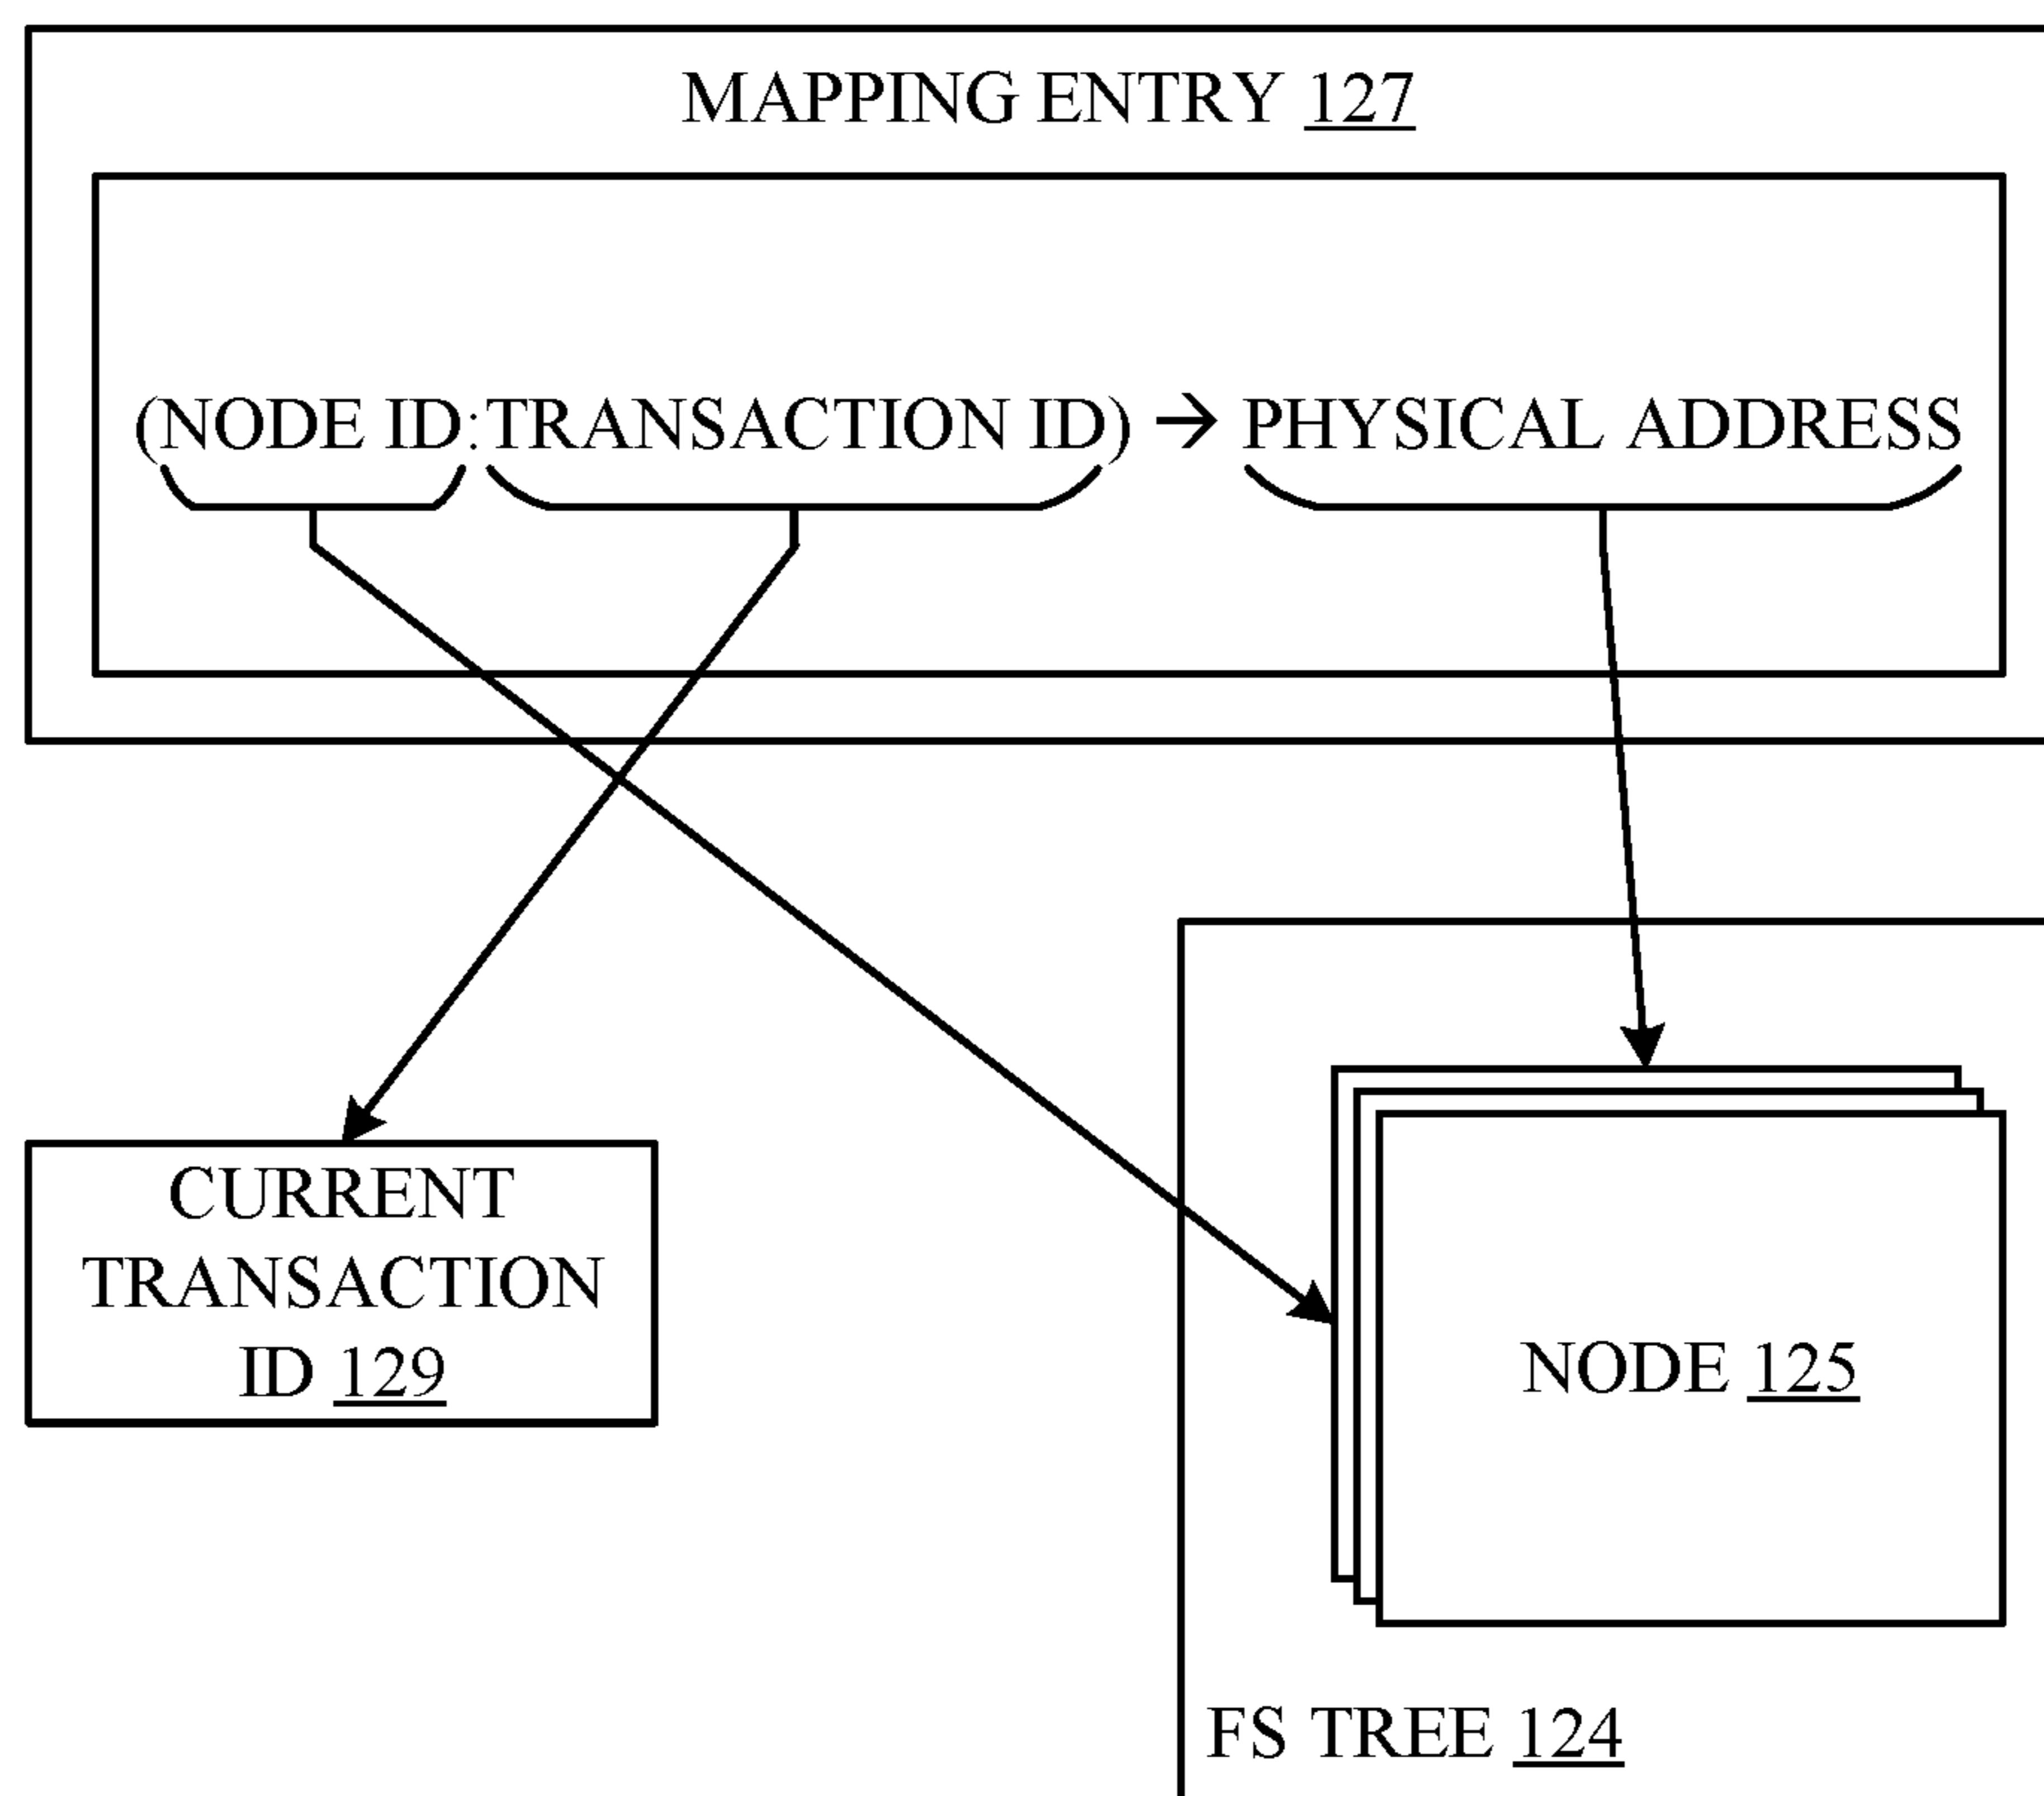 MAPPING ENTRY 127
(NODE ID:TRANSACTION ID) → PHYSICAL ADDRESS
CURRENT
TRANSACTION
ID 129
NODE 125
FS TREE 124